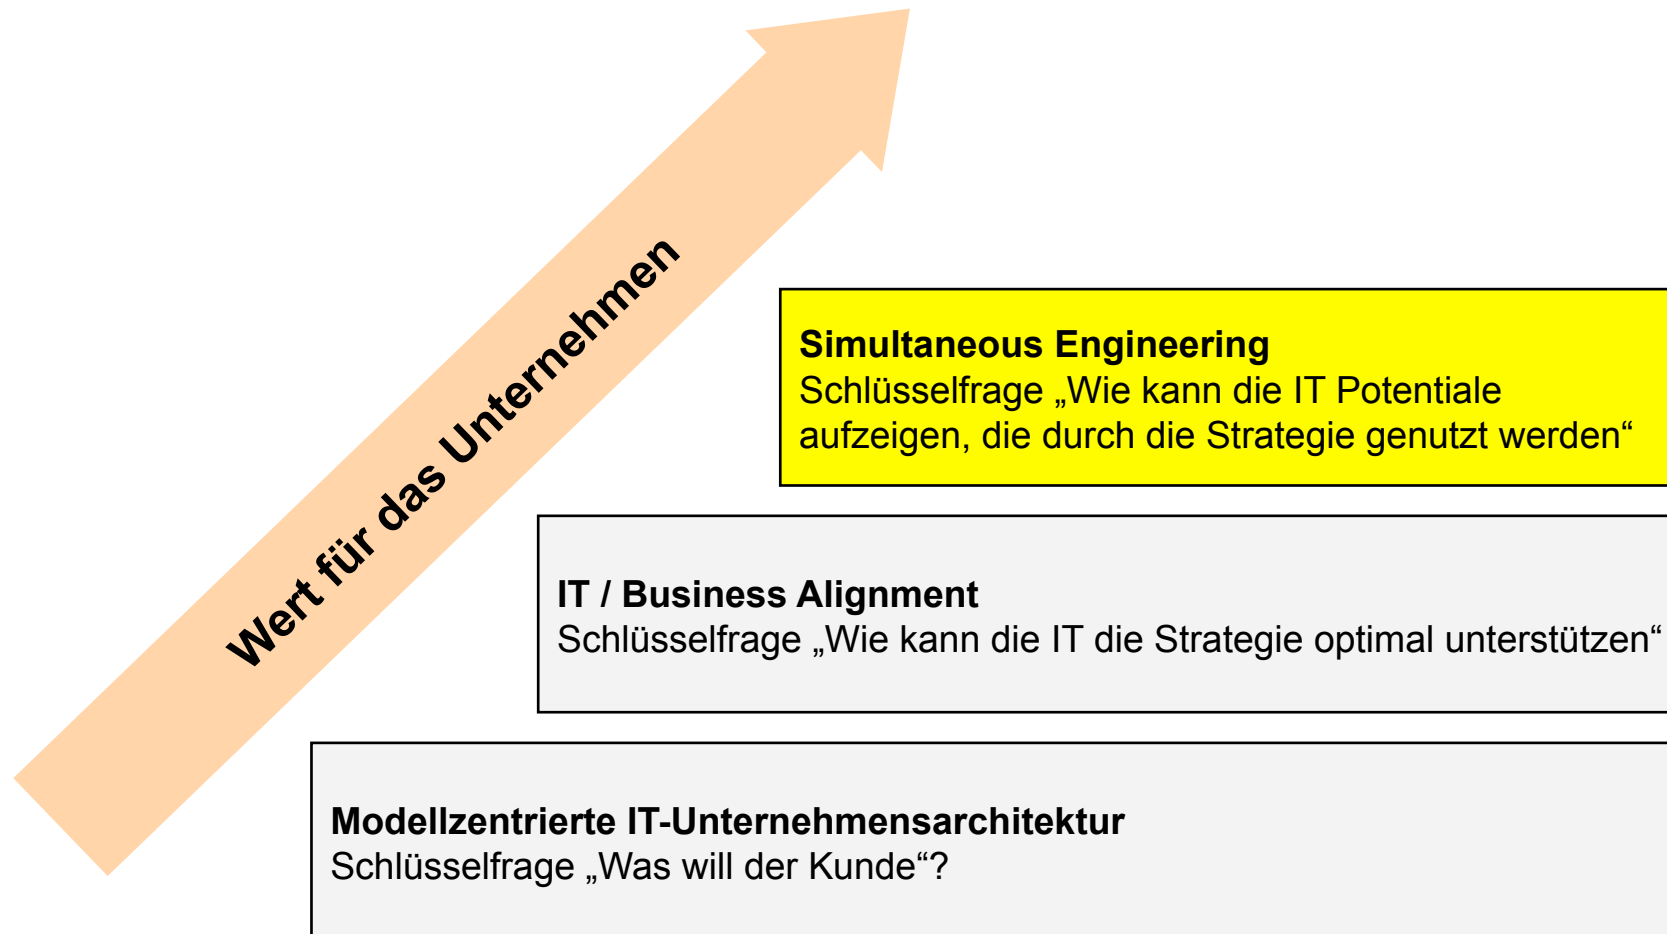 Wert für das Unternehmen
Simultaneous Engineering
Schlüsselfrage „Wie kann die IT Potentiale
aufzeigen, die durch die Strategie genutzt werden“
IT / Business Alignment
Schlüsselfrage „Wie kann die IT die Strategie optimal unterstützen“
Modellzentrierte IT-Unternehmensarchitektur
Schlüsselfrage „Was will der Kunde“?